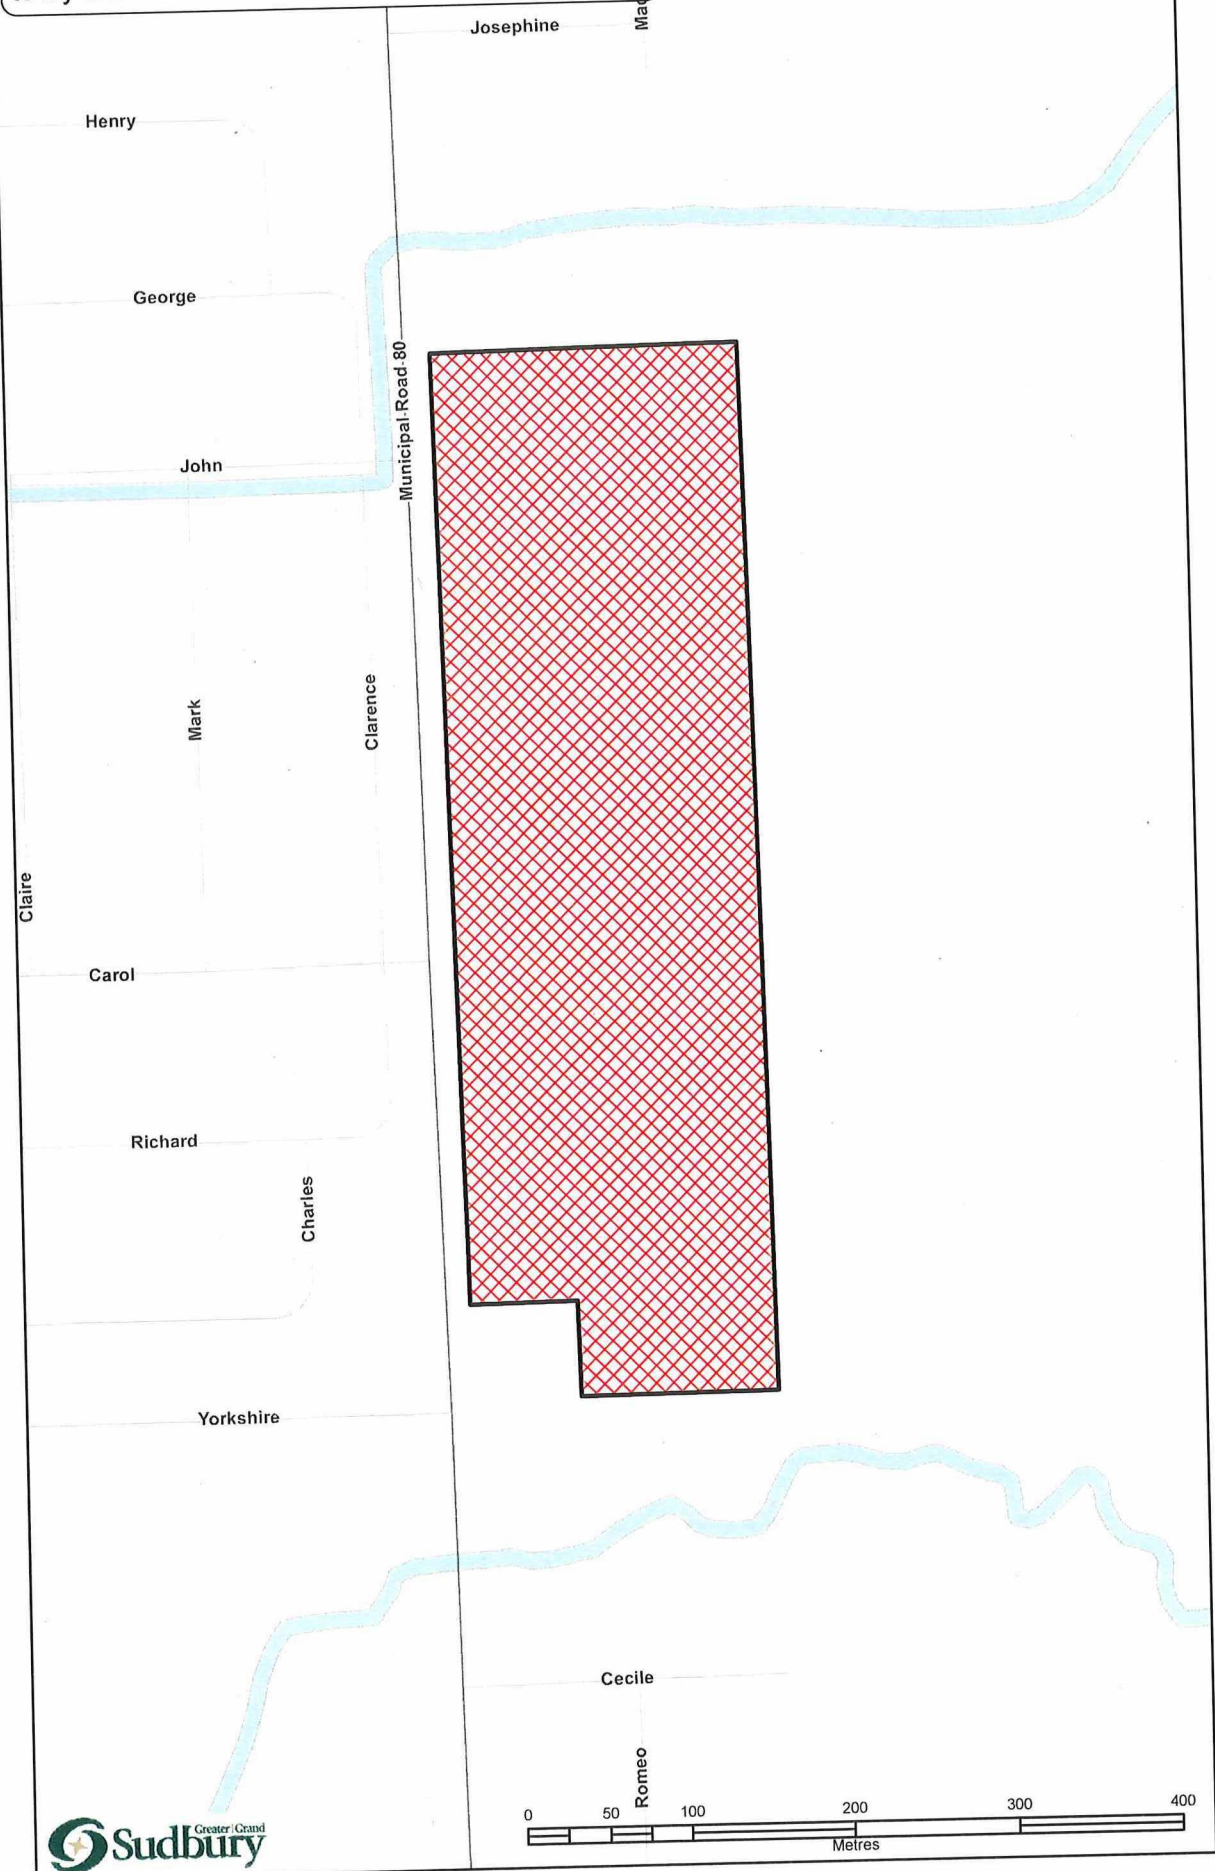 Josephine
Henry
George
Municipal Road 80
John
Mark
Clarence
Claire
Carol
Richard
Charles
Yorkshire
Cecile
Romeo
0 50 100 200 300 400
Metres
Greater | Grand
Sudbury